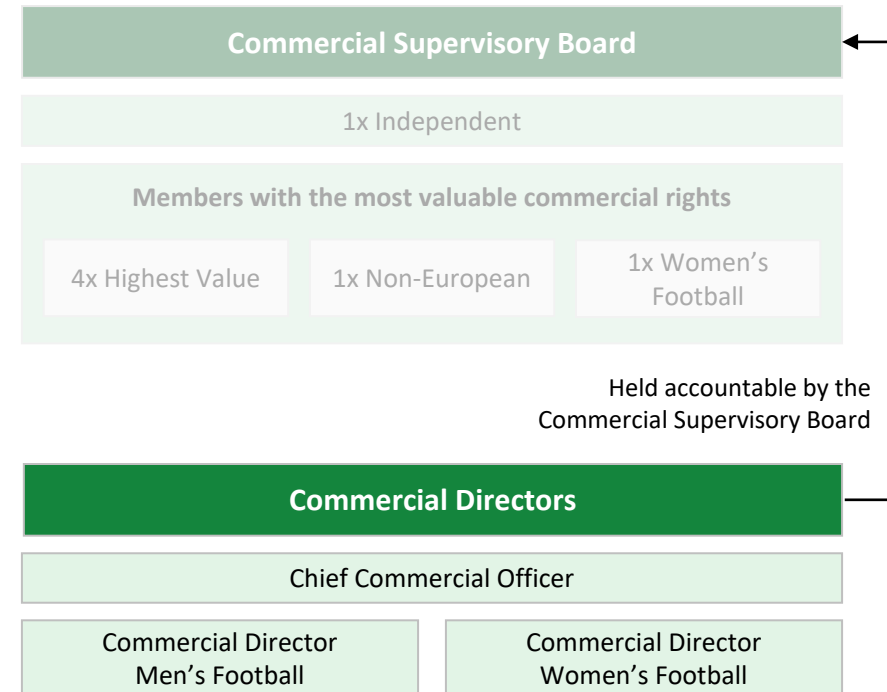 Commercial Supervisory Board
1x Independent
Members with the most valuable commercial rights
4x Highest Value
1x Non-European
1x Women's
Football
Held accountable by the
Commercial Supervisory Board
Commercial Directors
Chief Commercial Officer
Commercial Director
Men's Football
Commercial Director
Women's Football